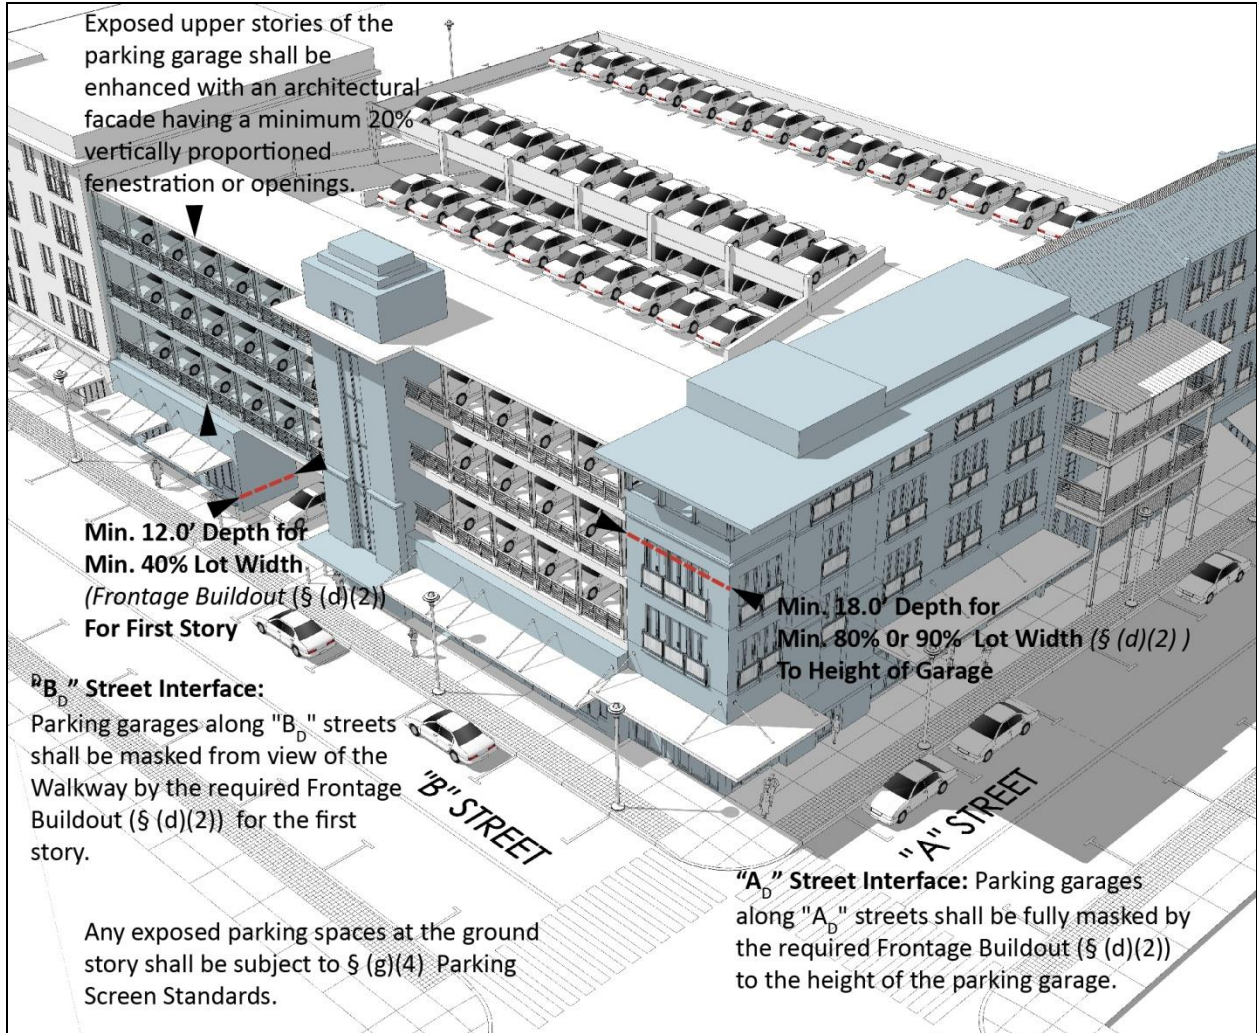 Exposed upper stories of the
parking garage shall be
enhanced with an architectural
facade having a minimum 20%
vertically proportioned
fenestration or openings.
Min. 12.0’ Depth for
Min. 40% Lot Width
(Frontage Buildout (§ (d)(2))
For First Story
Min. 18.0’ Depth for
Min. 80% 0r 90% Lot Width (§ (d)(2) )
To Height of Garage
"B_D" Street Interface:
Parking garages along "B_D" streets
shall be masked from view of the
Walkway by the required Frontage
Buildout (§ (d)(2)) for the first
story.
"B" STREET
"A" STREET
“A_D” Street Interface: Parking garages
along "A_D" streets shall be fully masked by
the required Frontage Buildout (§ (d)(2))
to the height of the parking garage.
Any exposed parking spaces at the ground
story shall be subject to § (g)(4) Parking
Screen Standards.